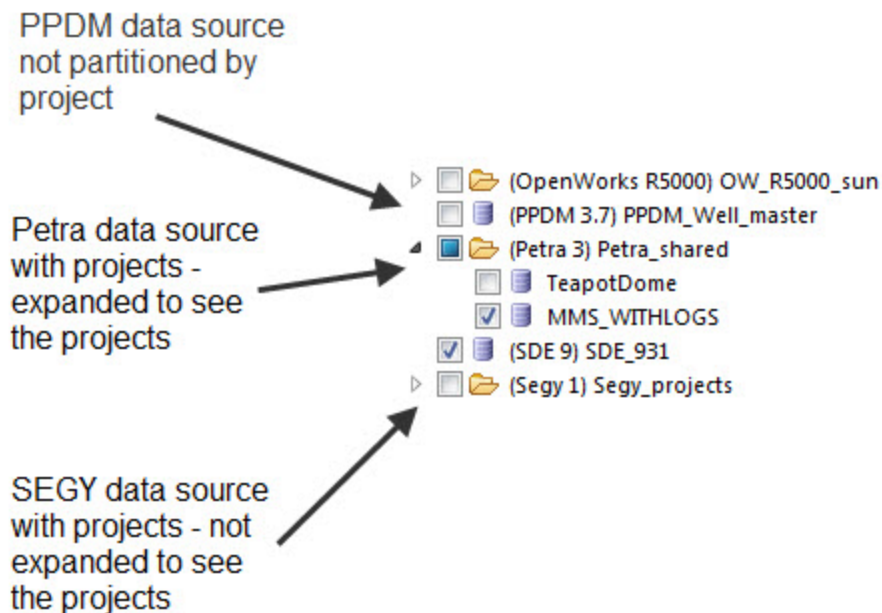 PPDM data source
not partitioned by
project
(OpenWorks R5000) OW_R5000_sun
(PPDM 3.7) PPDM_Well_master
Petra data source
with projects -
expanded to see
the projects
(Petra 3) Petra_shared
TeapotDome
MMS_WITHLOGS
(SDE 9) SDE_931
(Segy 1) Segy_projects
SEGY data source
with projects - not
expanded to see
the projects